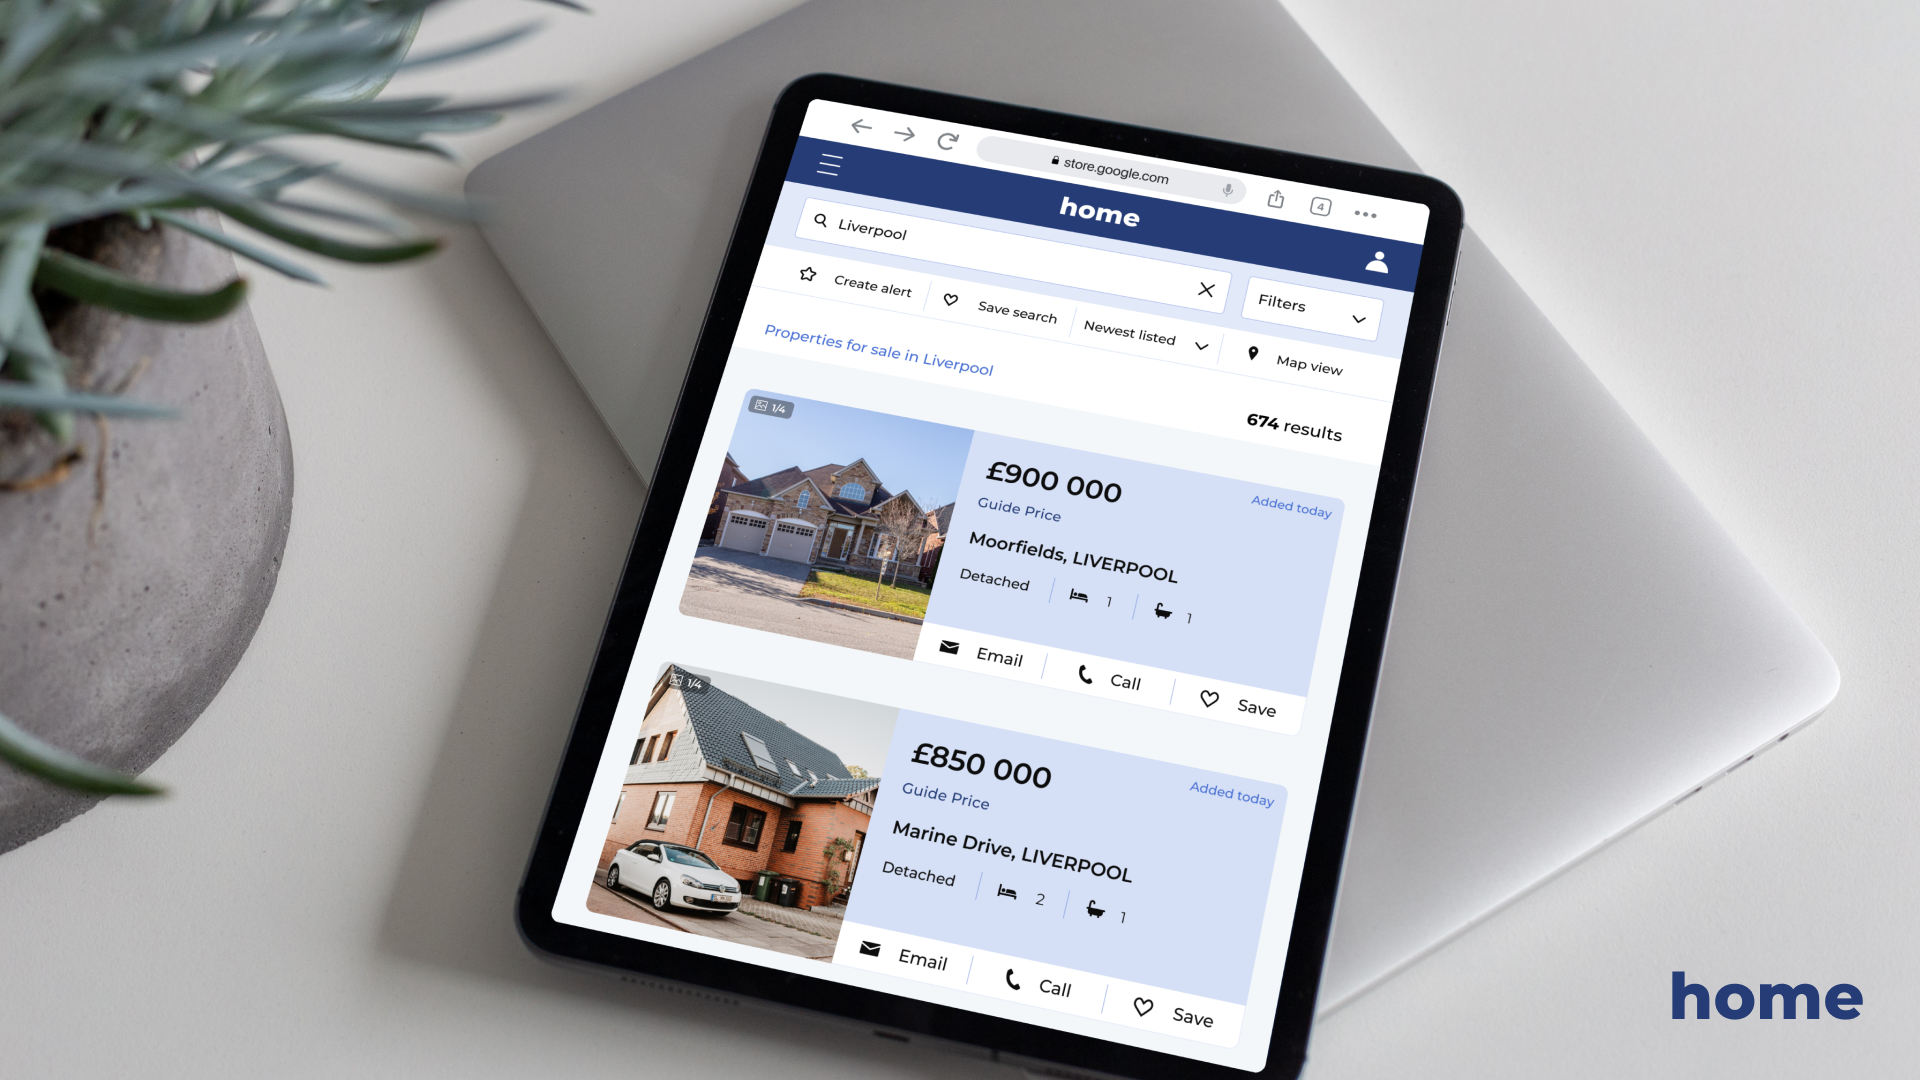 store.google.com
4
home
Liverpool
Filters
Create alert
Save search
Newest listed
Map view
Properties for sale in Liverpool
674 results
1/4
£900 000
Added today
Guide Price
Moorfields, LIVERPOOL
Detached
1
1
Email
Call
Save
1/4
£850 000
Added today
Guide Price
Marine Drive, LIVERPOOL
Detached
2
1
Email
Call
Save
home